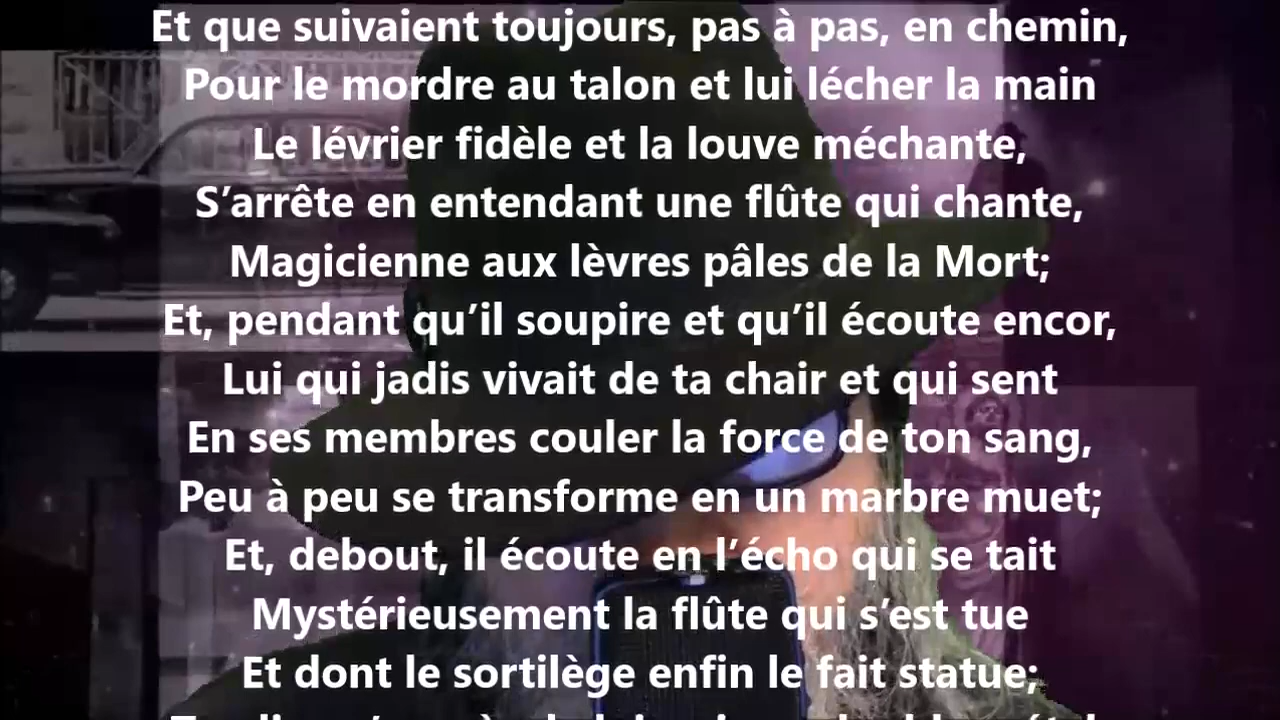 Et que suivaient toujours, pas à pas, en chemin,
Pour le mordre au talon et lui lécher la main
Le lévrier fidèle et la louve méchante,
S’arrête en entendant une flûte qui chante,
Magicienne aux lèvres pâles de la Mort;
Et, pendant qu’il soupire et qu’il écoute encor,
Lui qui jadis vivait de ta chair et qui sent
En ses membres couler la force de ton sang,
Peu à peu se transforme en un marbre muet;
Et, debout, il écoute en l’écho qui se tait
Mystérieusement la flûte qui s’est tue
Et dont le sortilège enfin le fait statue;